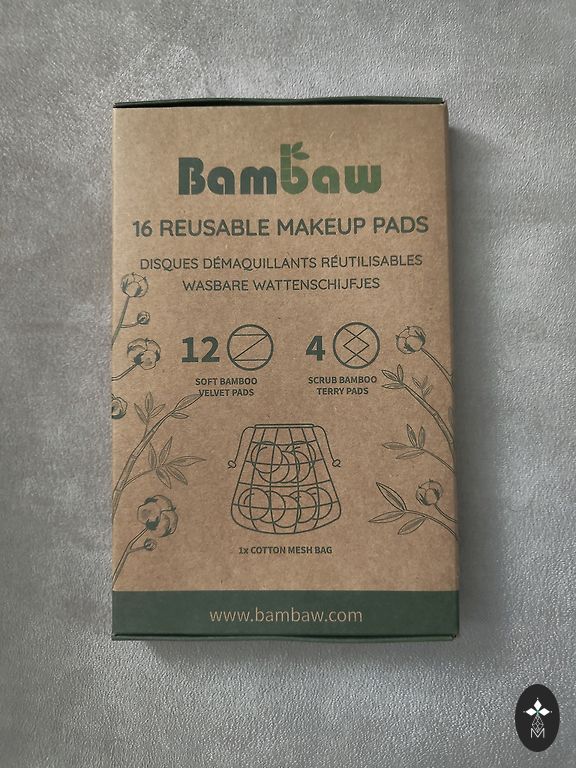 Bambaw
16 REUSABLE MAKEUP PADS
DISQUES DÉMAQUILLANTS RÉUTILISABLES
WASBARE WATTENSCHIJFJES
12 4
SOFT BAMBOO SCRUB BAMBOO
VELVET PADS TERRY PADS
1x COTTON MESH BAG
www.bambaw.com
M